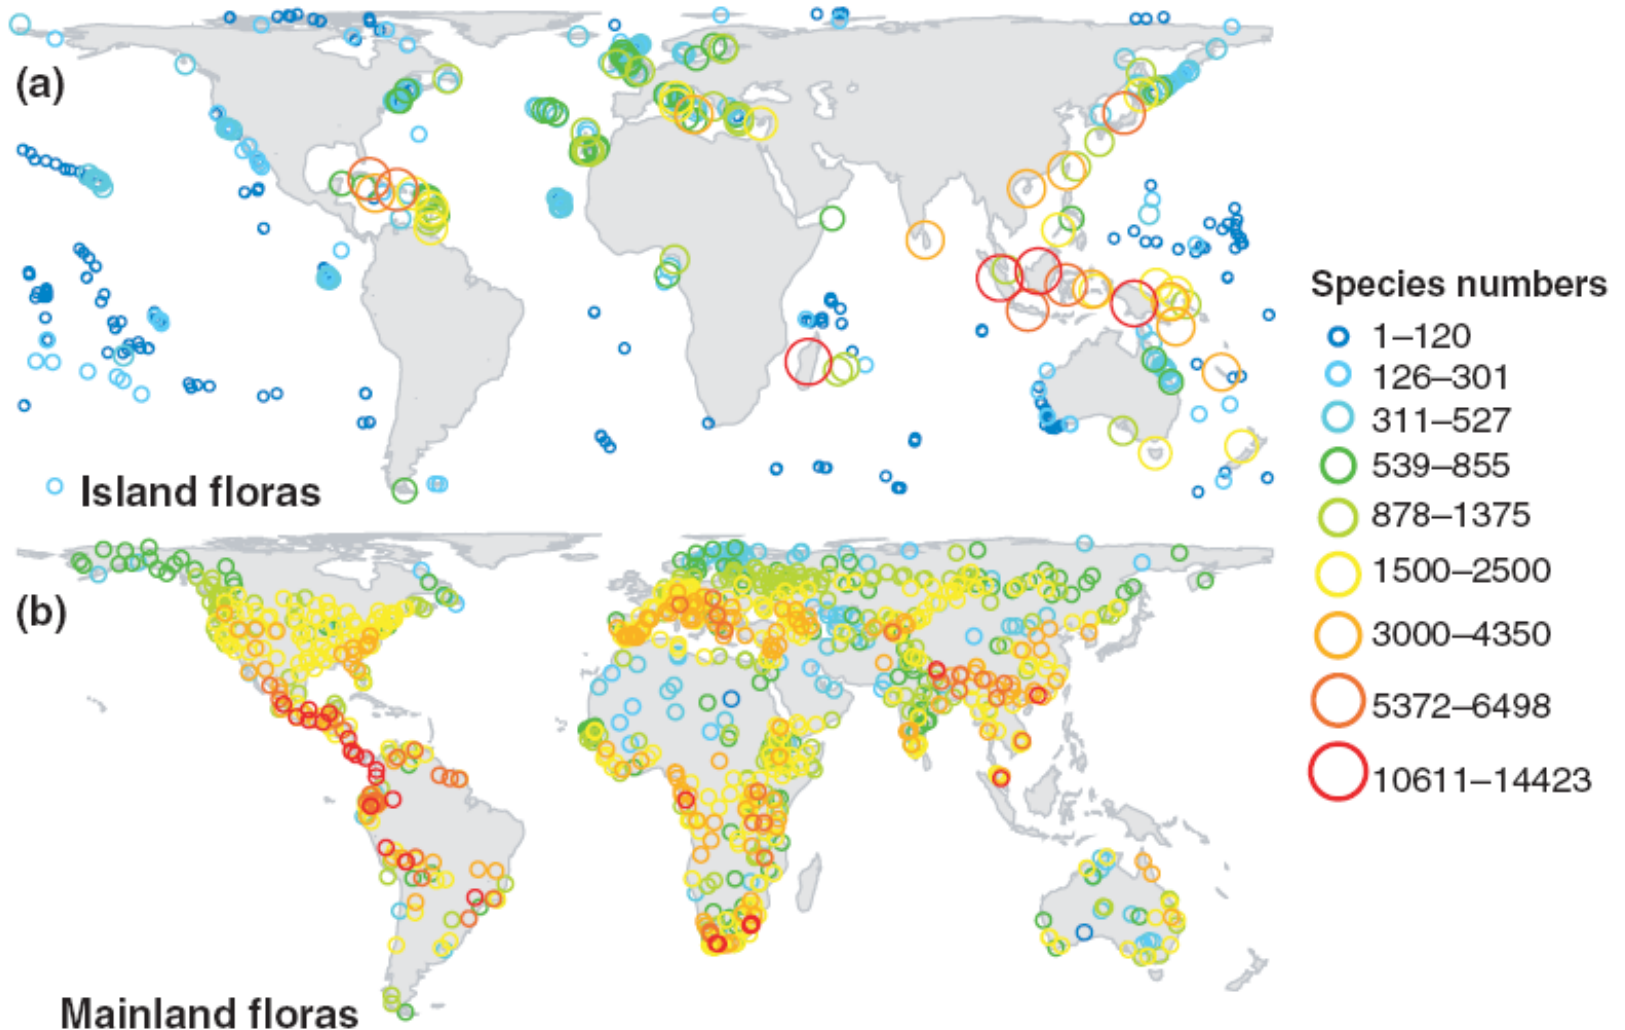 (a)
Island floras
(b)
Mainland floras
Species numbers
1–120
126–301
311–527
539–855
878–1375
1500–2500
3000–4350
5372–6498
10611–14423